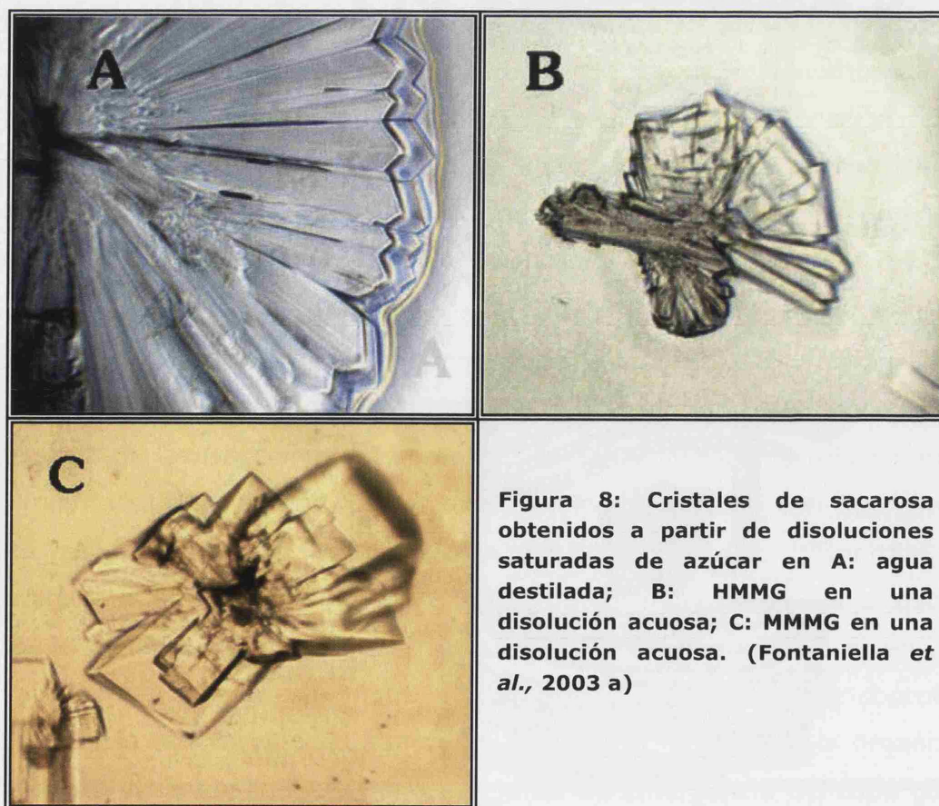 A
B
C
Figura 8: Cristales de sacarosa
obtenidos a partir de disoluciones
saturadas de azúcar en A: agua
destilada; B: HMMG en una
disolución acuosa; C: MMMG en una
disolución acuosa. (Fontaniella et
al., 2003 a)